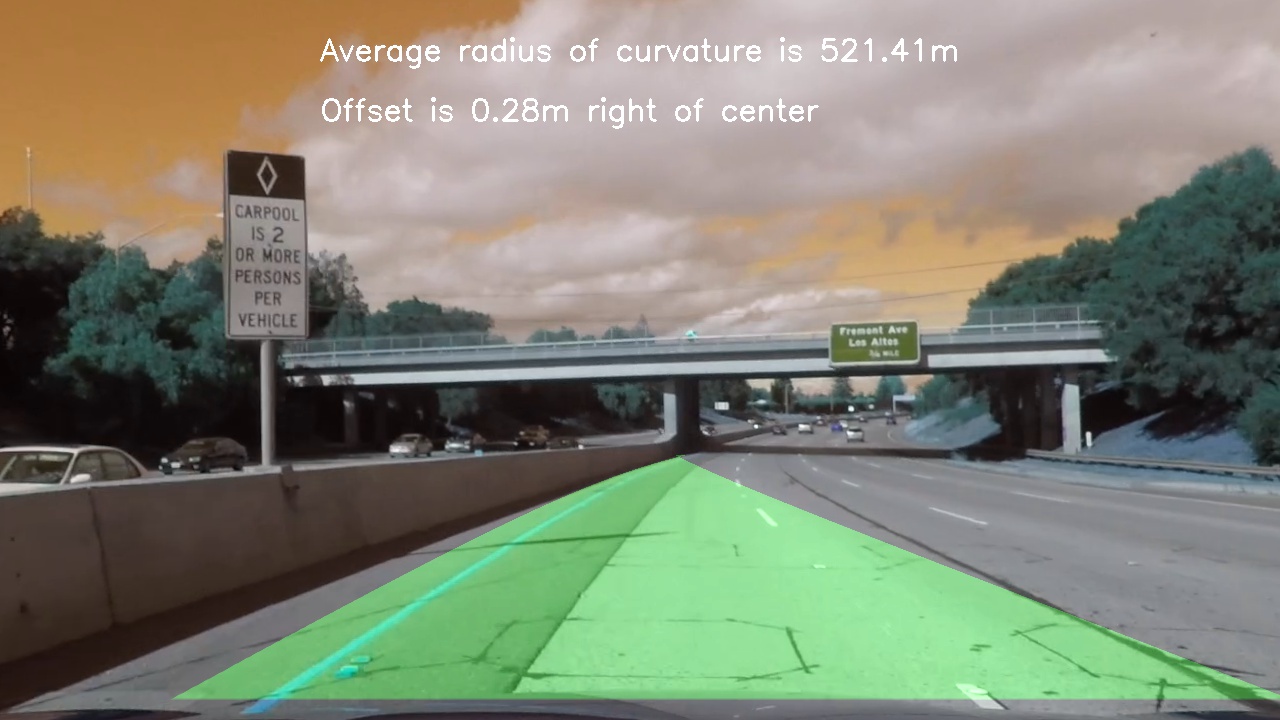 Average radius of curvature is 521.41m
Offset is 0.28m right of center
CARPOOL
IS 2
OR MORE
PERSONS
PER
VEHICLE
Fremont Ave
Los Altos
MILE